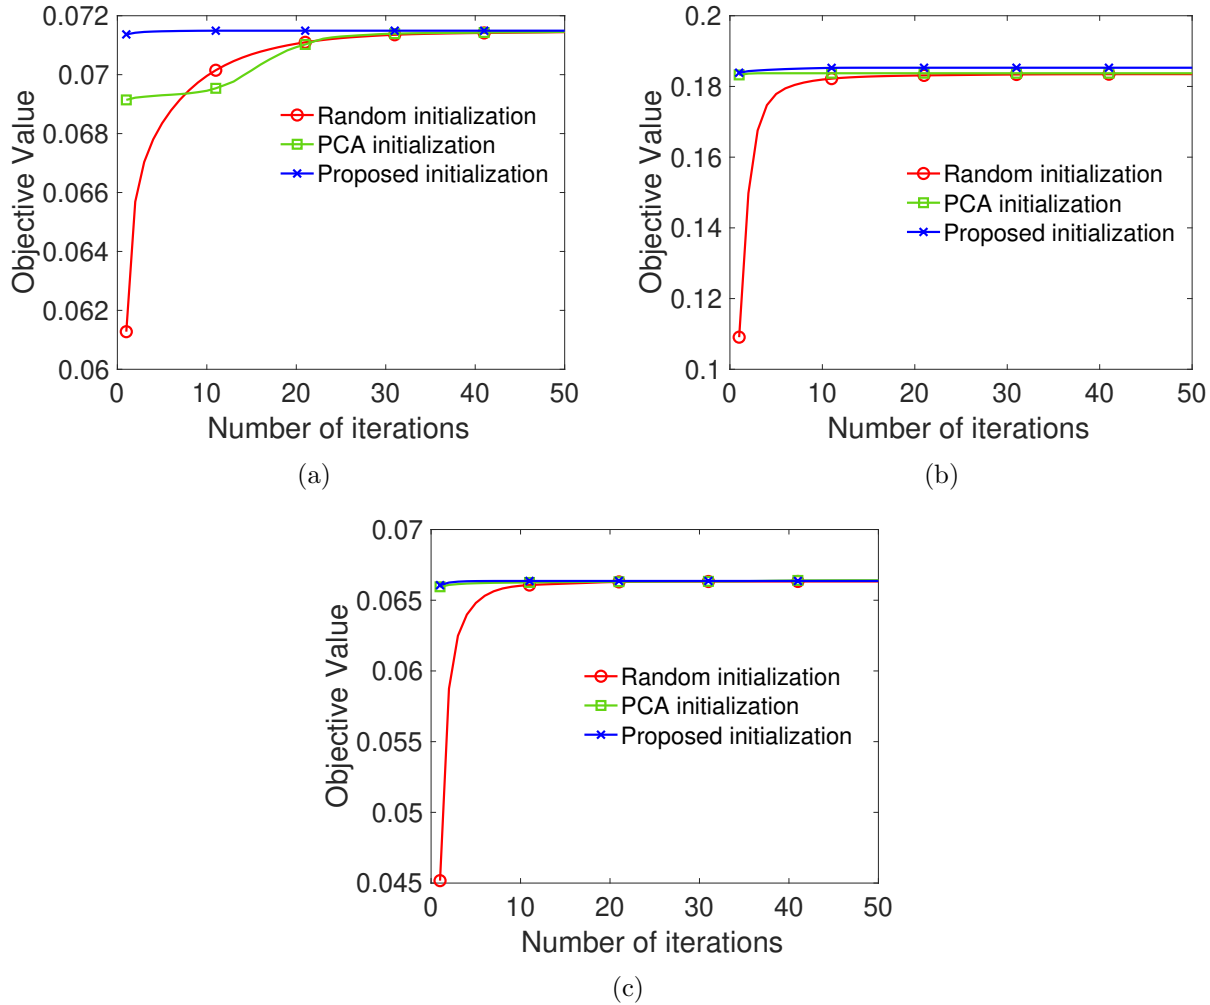 0.072
0.07
0.068
0.066
0.064
0.062
0.06
Objective Value
Random initialization
PCA initialization
Proposed initialization
0 10 20 30 40 50
Number of iterations
(a)
0.2
0.18
0.16
0.14
0.12
0.1
Objective Value
Random initialization
PCA initialization
Proposed initialization
0 10 20 30 40 50
Number of iterations
(b)
0.07
0.065
0.06
0.055
0.05
0.045
Objective Value
Random initialization
PCA initialization
Proposed initialization
0 10 20 30 40 50
Number of iterations
(c)